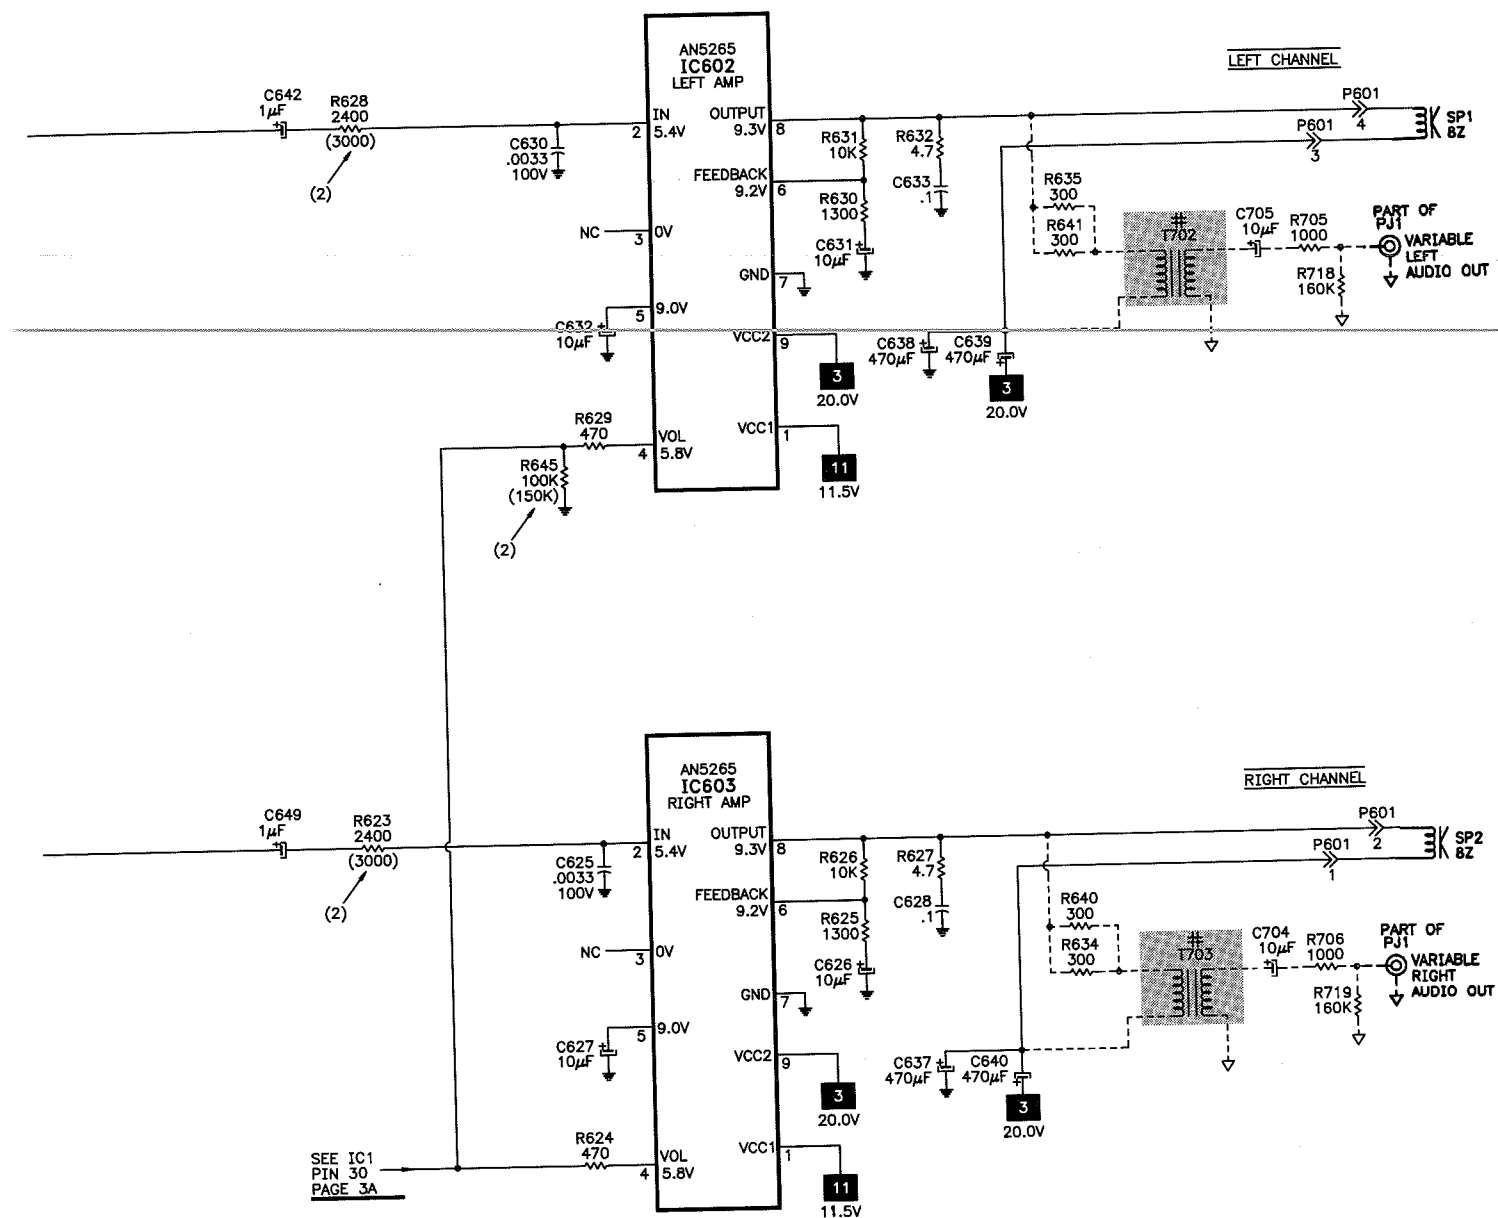 AN5265
IC602
LEFT AMP
LEFT CHANNEL
C642
1µF
R628
2400
(3000)
(2)
C630
.0033
100V
IN
2 5.4V
OUTPUT
9.3V 8
FEEDBACK
9.2V 6
NC 3 0V
GND 7
5 9.0V
C632
10µF
VCC2 9
3
20.0V
VCC1 1
11
11.5V
R629
470
VOL
4 5.8V
R645
100K
(150K)
(2)
R631
10K
R632
4.7
C633
.1
R630
1300
C631
10µF
P601
4
P601
3
SP1
8Z
R635
300
R641
300
#
T702
C705
10µF
R705
1000
R718
160K
PART OF
PJ1
VARIABLE
LEFT
AUDIO OUT
C638
470µF
C639
470µF
3
20.0V
AN5265
IC603
RIGHT AMP
RIGHT CHANNEL
C649
1µF
R623
2400
(3000)
(2)
C625
.0033
100V
IN
2 5.4V
OUTPUT
9.3V 8
FEEDBACK
9.2V 6
NC 3 0V
GND 7
5 9.0V
C627
10µF
VCC2 9
3
20.0V
VCC1 1
11
11.5V
R624
470
VOL
4 5.8V
SEE IC1
PIN 30
PAGE 3A
R626
10K
R627
4.7
C628
.1
R625
1300
C626
10µF
P601
2
P601
1
SP2
8Z
R640
300
R634
300
#
T703
C704
10µF
R706
1000
R719
160K
PART OF
PJ1
VARIABLE
RIGHT
AUDIO OUT
C637
470µF
C640
470µF
3
20.0V